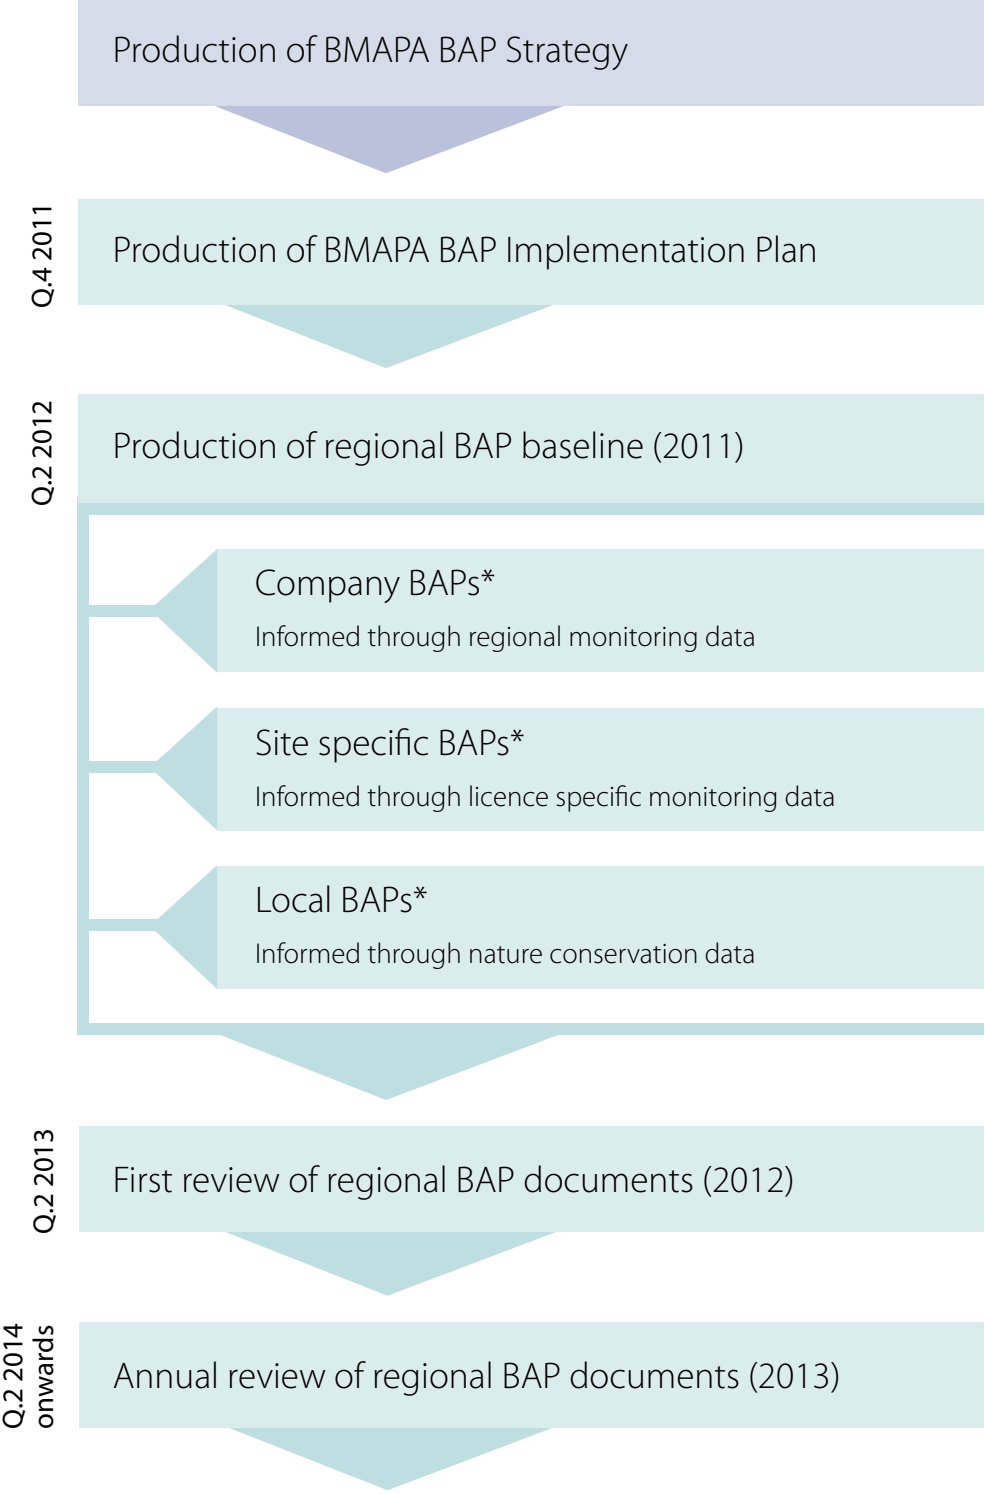 Production of BMAPA BAP Strategy
Q.4 2011
Production of BMAPA BAP Implementation Plan
Q.2 2012
Production of regional BAP baseline (2011)
Company BAPs*
Informed through regional monitoring data
Site specific BAPs*
Informed through licence specific monitoring data
Local BAPs*
Informed through nature conservation data
Q.2 2013
First review of regional BAP documents (2012)
Q.2 2014
onwards
Annual review of regional BAP documents (2013)